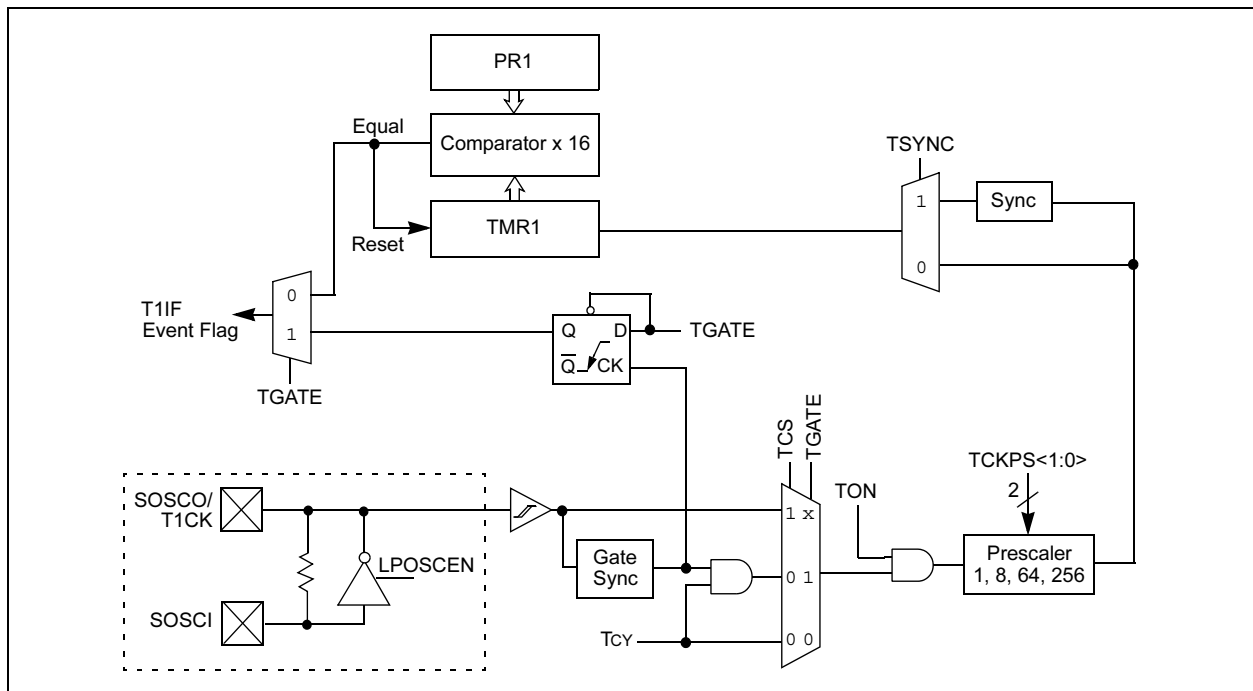 PR1
Equal
Comparator x 16
TSYNC
1
Sync
Reset
TMR1
0
0
T1IF
Event Flag
1
Q
D
TGATE
Q̅
CK
TGATE
TCS
TGATE
TCKPS<1:0>
2
TON
SOSCO/
T1CK
1 x
Prescaler
1, 8, 64, 256
Gate
Sync
LPOSCEN
0 1
SOSCI
TCY
0 0